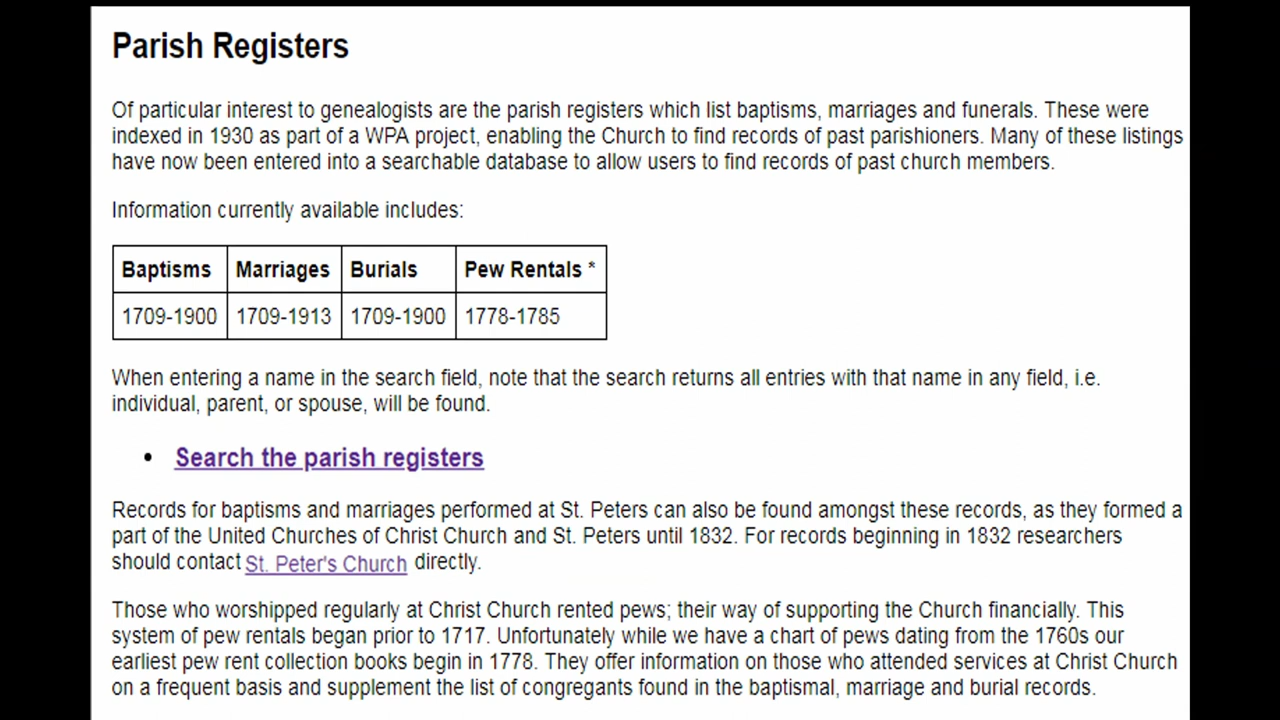 Parish Registers
Of particular interest to genealogists are the parish registers which list baptisms, marriages and funerals. These were
indexed in 1930 as part of a WPA project, enabling the Church to find records of past parishioners. Many of these listings
have now been entered into a searchable database to allow users to find records of past church members.
Information currently available includes:
Baptisms Marriages Burials Pew Rentals *
1709-1900 1709-1913 1709-1900 1778-1785
When entering a name in the search field, note that the search returns all entries with that name in any field, i.e.
individual, parent, or spouse, will be found.
• Search the parish registers
Records for baptisms and marriages performed at St. Peters can also be found amongst these records, as they formed a
part of the United Churches of Christ Church and St. Peters until 1832. For records beginning in 1832 researchers
should contact St. Peter's Church directly.
Those who worshipped regularly at Christ Church rented pews; their way of supporting the Church financially. This
system of pew rentals began prior to 1717. Unfortunately while we have a chart of pews dating from the 1760s our
earliest pew rent collection books begin in 1778. They offer information on those who attended services at Christ Church
on a frequent basis and supplement the list of congregants found in the baptismal, marriage and burial records.